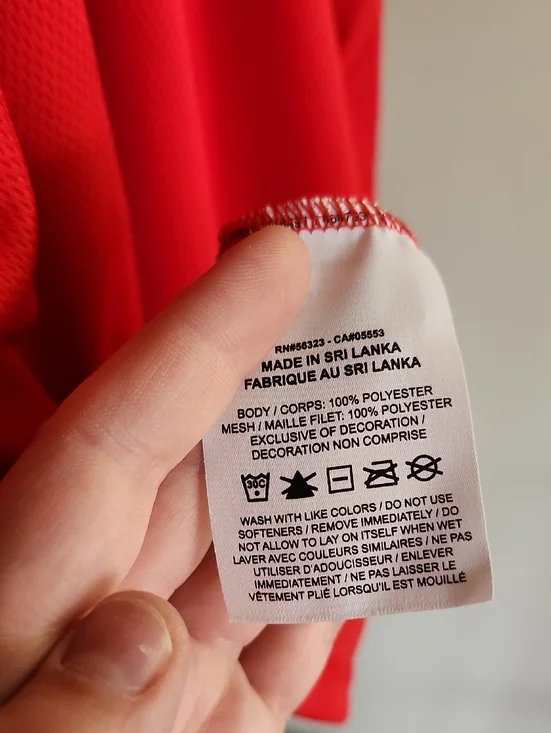 RN#56323 - CA#05553
MADE IN SRI LANKA
FABRIQUE AU SRI LANKA
BODY / CORPS: 100% POLYESTER
MESH / MAILLE FILET: 100% POLYESTER
EXCLUSIVE OF DECORATION /
DECORATION NON COMPRISE
30C
WASH WITH LIKE COLORS / DO NOT USE
SOFTENERS / REMOVE IMMEDIATELY / DO
NOT ALLOW TO LAY ON ITSELF WHEN WET
LAVER AVEC COULEURS SIMILAIRES / NE PAS
UTILISER D'ADOUCISSEUR / ENLEVER
IMMEDIATEMENT / NE PAS LAISSER LE
VÊTEMENT PLIÉ LORSQU'IL EST MOUILLÉ